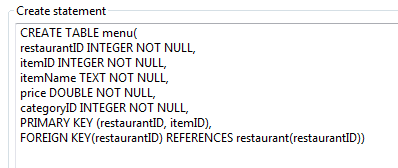 Create statement
CREATE TABLE menu(
restaurantID INTEGER NOT NULL,
itemID INTEGER NOT NULL,
itemName TEXT NOT NULL,
price DOUBLE NOT NULL,
categoryID INTEGER NOT NULL,
PRIMARY KEY (restaurantID, itemID),
FOREIGN KEY(restaurantID) REFERENCES restaurant(restaurantID))